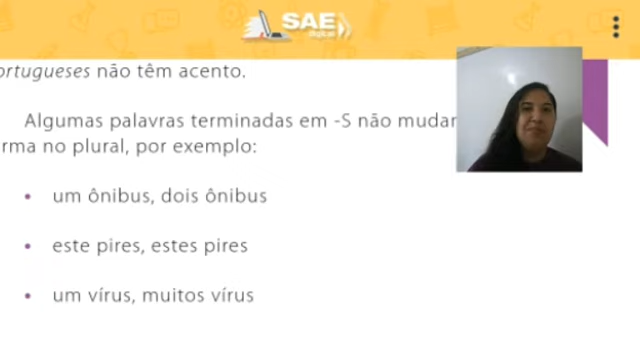 SAE
digital
ortugueses não têm acento.
Algumas palavras terminadas em -S não mudar
rma no plural, por exemplo:
• um ônibus, dois ônibus
• este pires, estes pires
• um vírus, muitos vírus